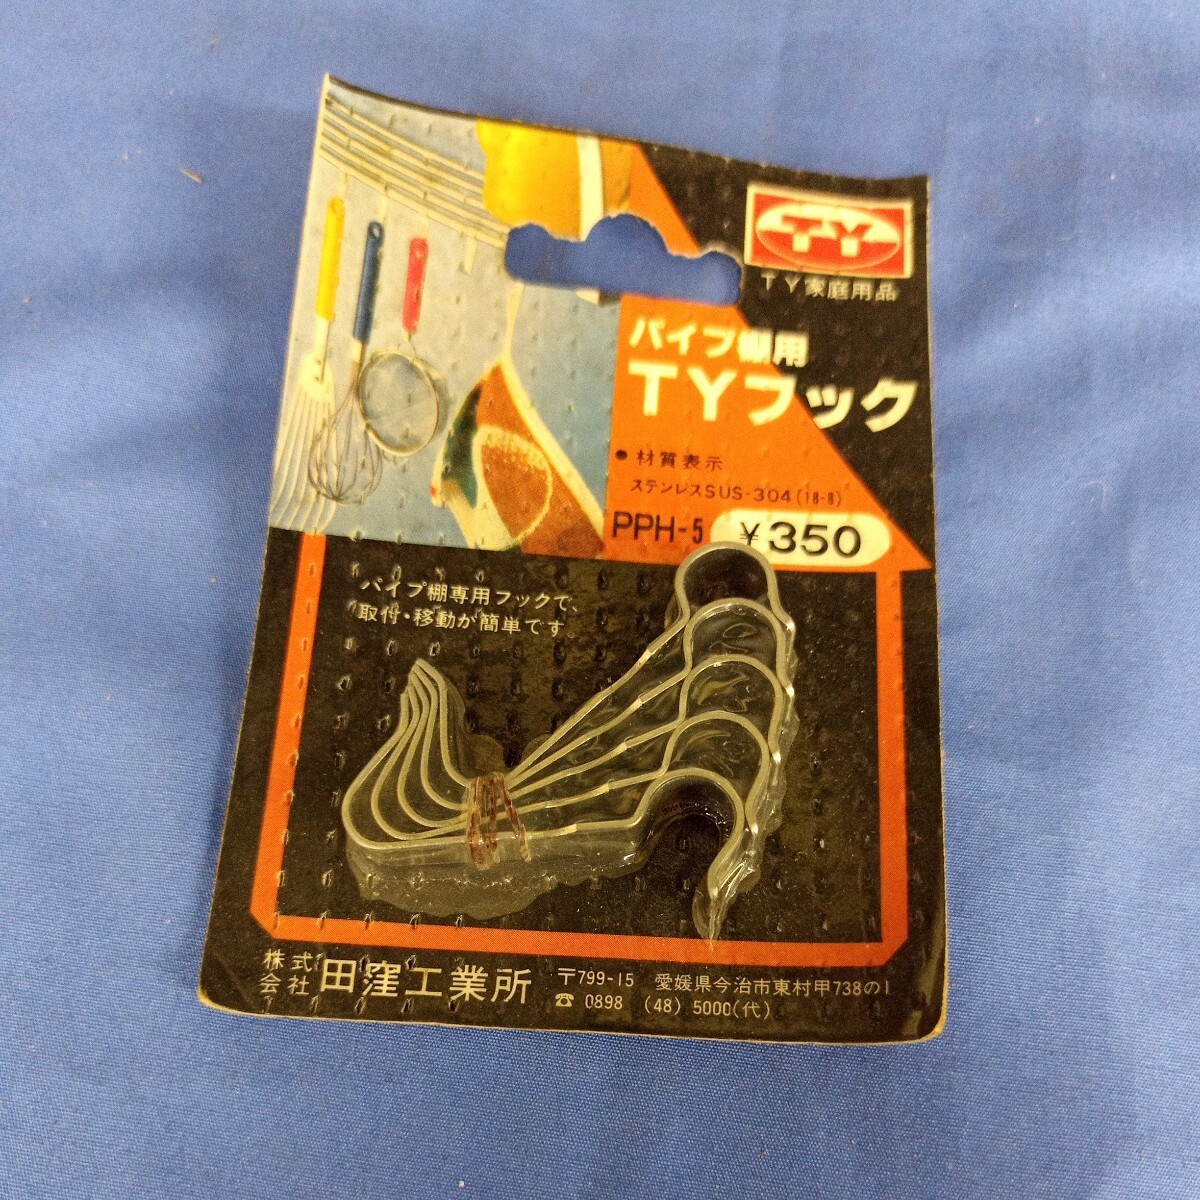 TY
TY家庭用品
パイプ棚用
TYフック
●材質表示
ステンレスSUS-304(18-8)
PPH-5 ¥350
パイプ棚専用フックで、
取付・移動が簡単です。
株式会社 田窪工業所
〒799-15 愛媛県今治市東村甲738の1
☎ 0898 (48) 5000(代)